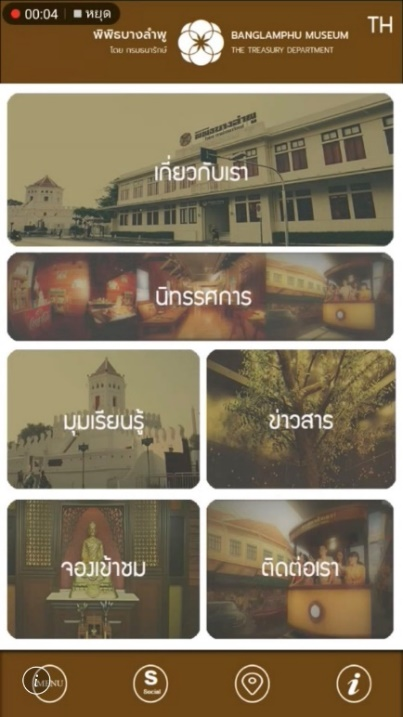 00:04 หยุด
TH
พิพิธบางลำพู
โดย กรมธนารักษ์
BANGLAMPHU MUSEUM
THE TREASURY DEPARTMENT
เกี่ยวกับเรา
นิทรรศการ
มุมเรียนรู้
ข่าวสาร
จองเข้าชม
ติดต่อเรา
MENU
S
Social
i